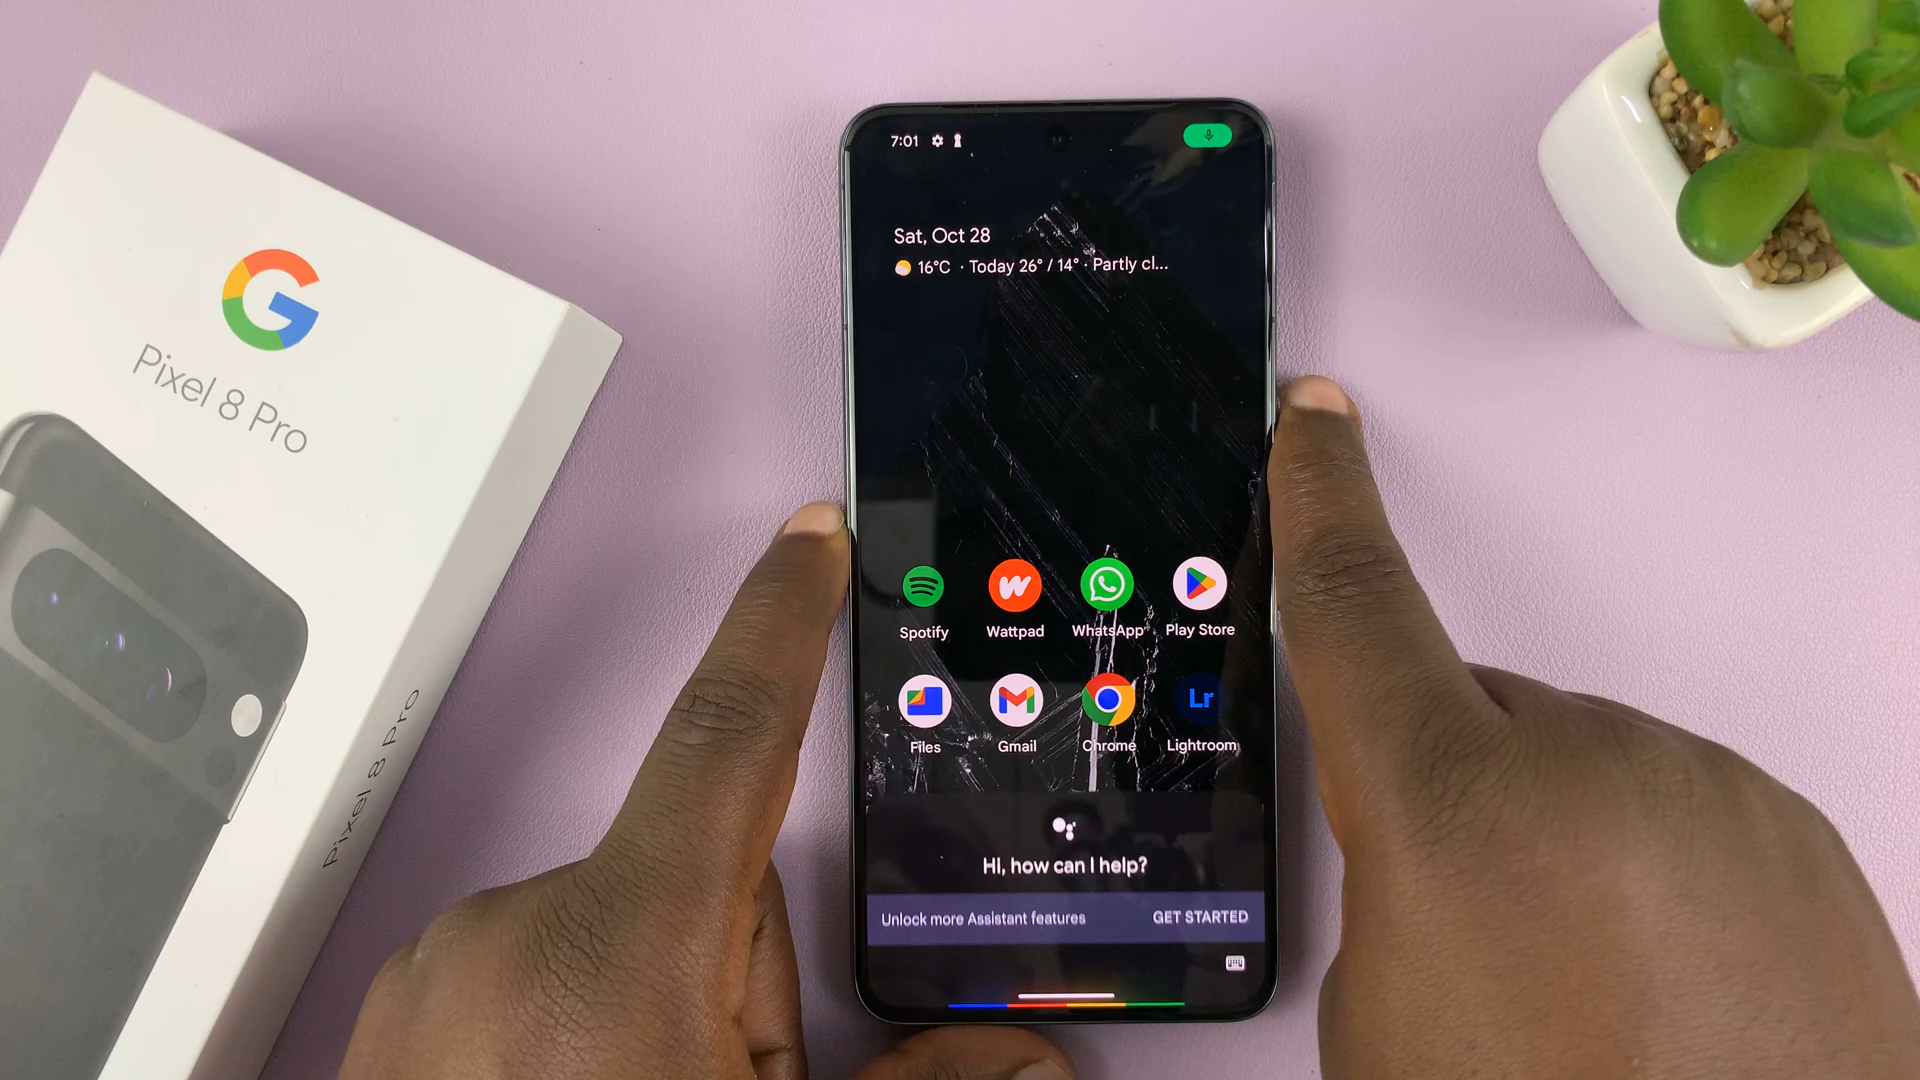 G
Pixel 8 Pro
Pixel 8 Pro
7:01
Sat, Oct 28
16°C · Today 26° / 14° · Partly cl...
Spotify
Wattpad
WhatsApp
Play Store
Lr
Files
Gmail
Chrome
Lightroom
Hi, how can I help?
Unlock more Assistant features
GET STARTED